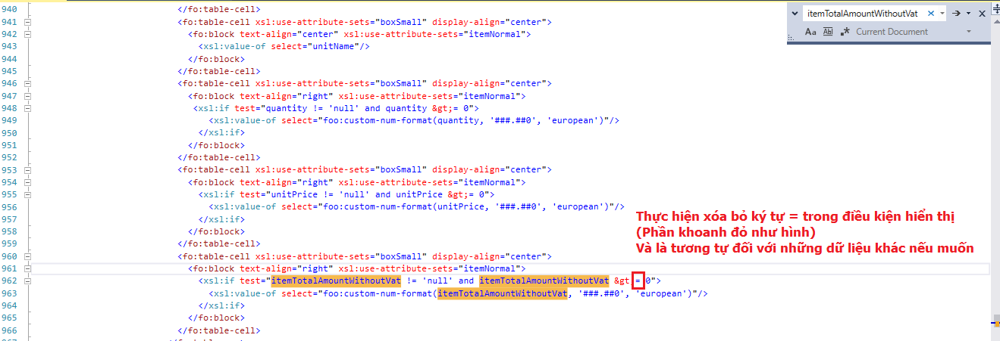 itemTotalAmountWithoutVat
Aa Ab .* Current Document
940 </fo:table-cell>
941 <fo:table-cell xsl:use-attribute-sets="boxSmall" display-align="center">
942 <fo:block text-align="center" xsl:use-attribute-sets="itemNormal">
943 <xsl:value-of select="unitName"/>
944 </fo:block>
945 </fo:table-cell>
946 <fo:table-cell xsl:use-attribute-sets="boxSmall" display-align="center">
947 <fo:block text-align="right" xsl:use-attribute-sets="itemNormal">
948 <xsl:if test="quantity != 'null' and quantity &gt;= 0">
949 <xsl:value-of select="foo:custom-num-format(quantity, '###.##0', 'european')"/>
950 </xsl:if>
951 </fo:block>
952 </fo:table-cell>
953 <fo:table-cell xsl:use-attribute-sets="boxSmall" display-align="center">
954 <fo:block text-align="right" xsl:use-attribute-sets="itemNormal">
955 <xsl:if test="unitPrice != 'null' and unitPrice &gt;= 0">
956 <xsl:value-of select="foo:custom-num-format(unitPrice, '###.##0', 'european')"/>
957 </xsl:if>
958 </fo:block>
959 </fo:table-cell>
960 <fo:table-cell xsl:use-attribute-sets="boxSmall" display-align="center">
961 <fo:block text-align="right" xsl:use-attribute-sets="itemNormal">
962 <xsl:if test="itemTotalAmountWithoutVat != 'null' and itemTotalAmountWithoutVat &gt;= 0">
963 <xsl:value-of select="foo:custom-num-format(itemTotalAmountWithoutVat, '###.##0', 'european')"/>
964 </xsl:if>
965 </fo:block>
966 </fo:table-cell>
Thực hiện xóa bỏ ký tự = trong điều kiện hiển thị
(Phần khoanh đỏ như hình)
Và là tương tự đối với những dữ liệu khác nếu muốn